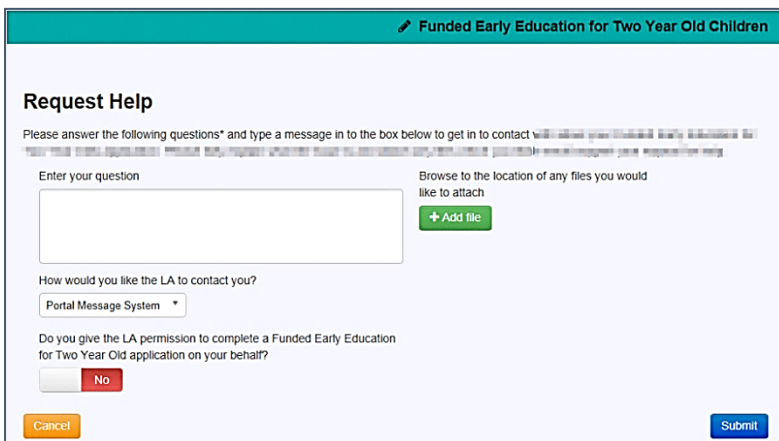 Funded Early Education for Two Year Old Children
Request Help
Please answer the following questions* and type a message in to the box below to get in to contact
Enter your question
Browse to the location of any files you would
like to attach
+ Add file
How would you like the LA to contact you?
Portal Message System
Do you give the LA permission to complete a Funded Early Education
for Two Year Old application on your behalf?
No
Cancel
Submit